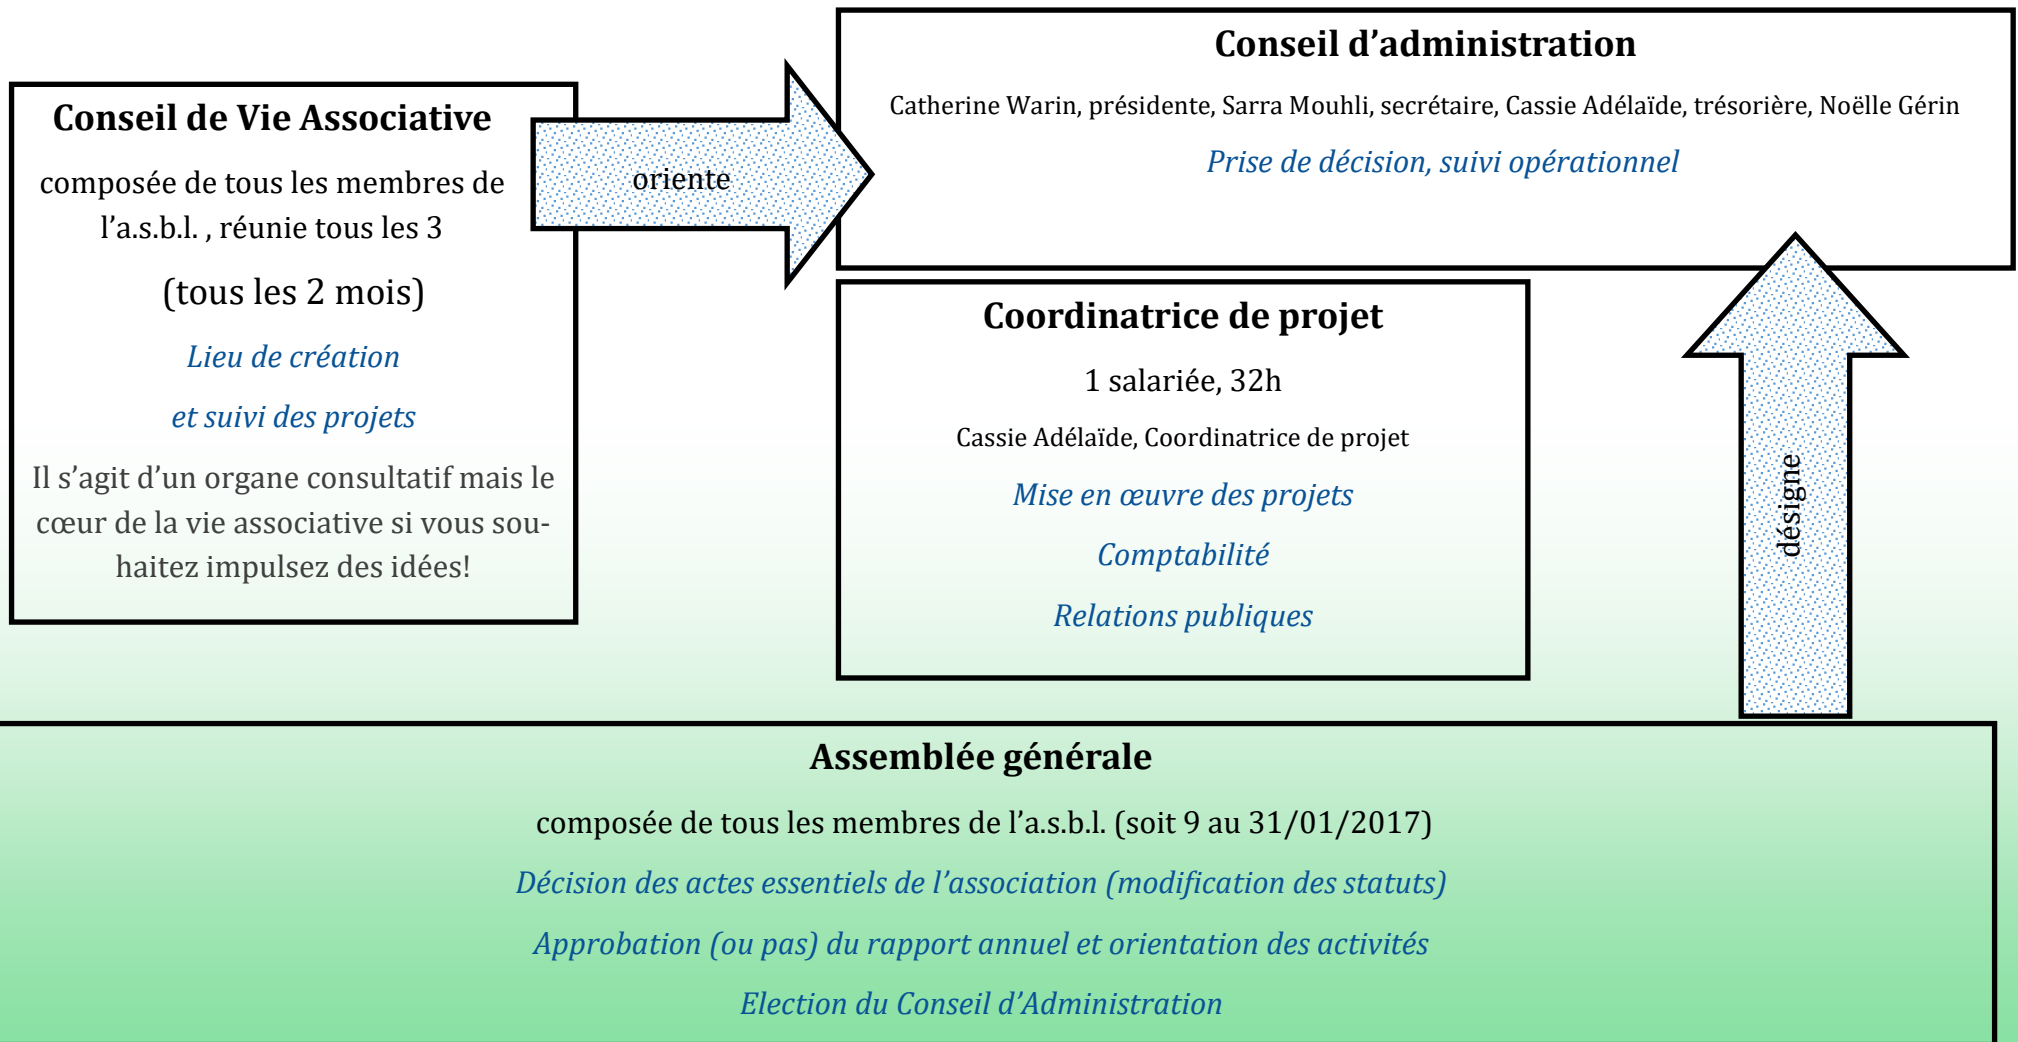 Conseil de Vie Associative
composée de tous les membres de
l’a.s.b.l. , réunie tous les 3
(tous les 2 mois)
Lieu de création
et suivi des projets
Il s’agit d’un organe consultatif mais le
cœur de la vie associative si vous sou-
haitez impulsez des idées!
oriente
Conseil d’administration
Catherine Warin, présidente, Sarra Mouhli, secrétaire, Cassie Adélaïde, trésorière, Noëlle Gérin
Prise de décision, suivi opérationnel
Coordinatrice de projet
1 salariée, 32h
Cassie Adélaïde, Coordinatrice de projet
Mise en œuvre des projets
Comptabilité
Relations publiques
désigne
Assemblée générale
composée de tous les membres de l’a.s.b.l. (soit 9 au 31/01/2017)
Décision des actes essentiels de l’association (modification des statuts)
Approbation (ou pas) du rapport annuel et orientation des activités
Election du Conseil d’Administration